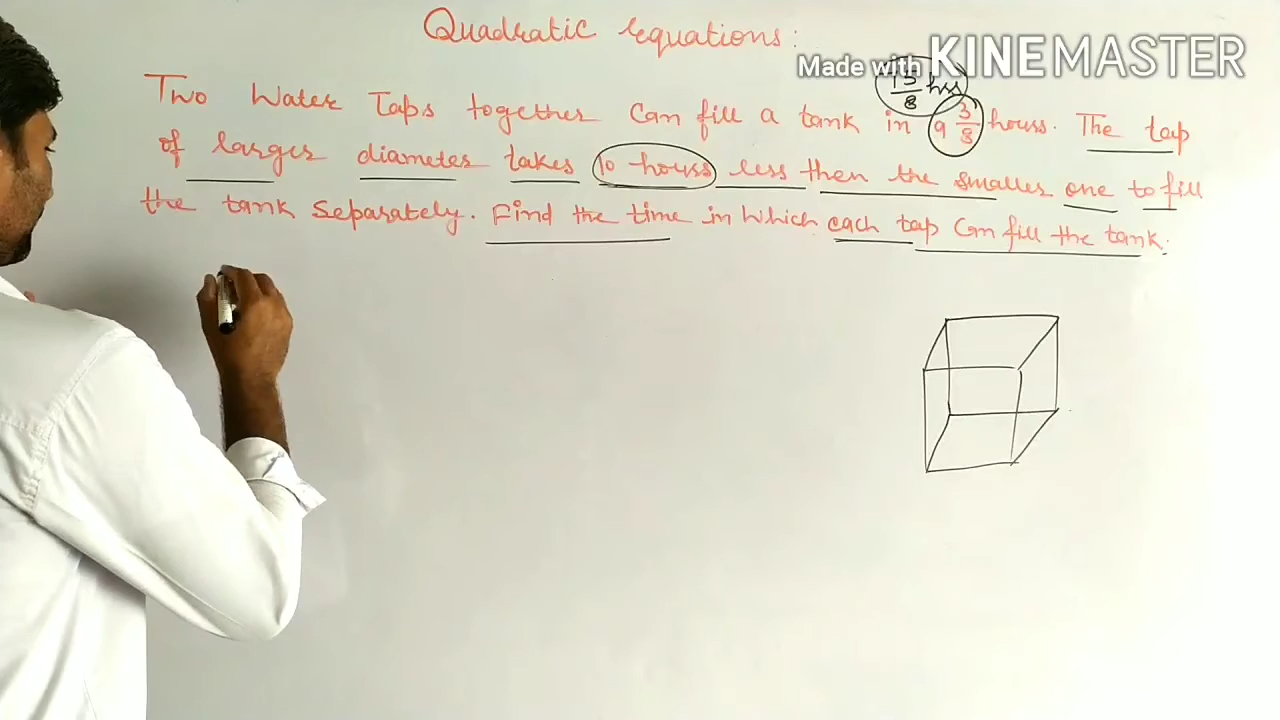 Quadratic equations:
Made with KINEMASTER
15/8 hrs
Two Water Taps together Can fill a tank in 9 3/8 hours. The tap
of larger diameter takes 10 hours less then the smaller one to fill
the tank Separately. Find the time in which each tap Can fill the tank.